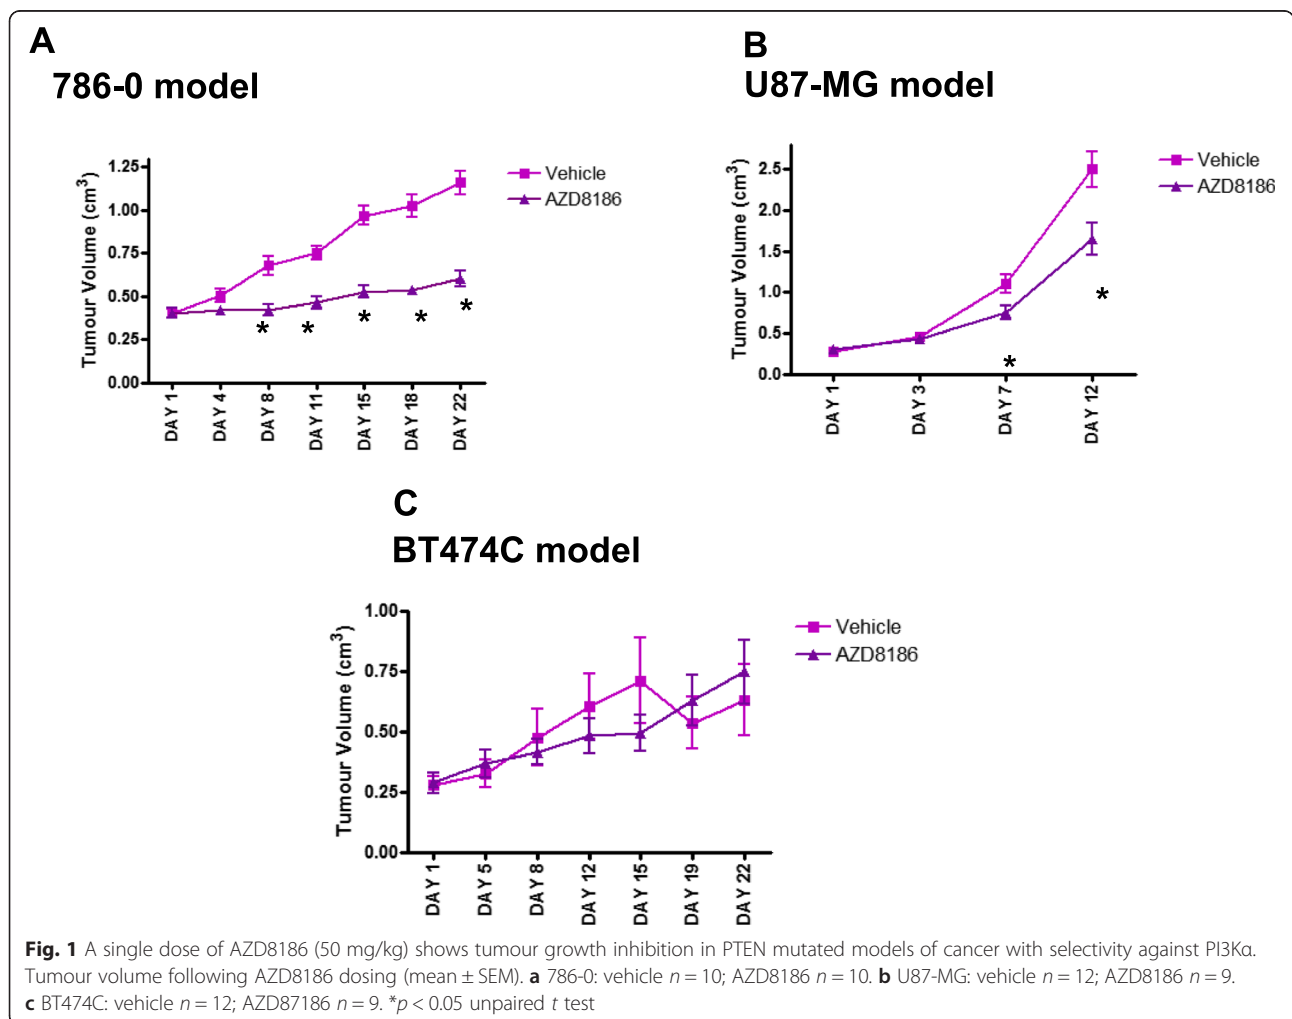 A
786-0 model
Tumour Volume (cm³)
1.25
1.00
0.75
0.50
0.25
0.00
* * * * *
DAY 1
DAY 4
DAY 8
DAY 11
DAY 15
DAY 18
DAY 22
Vehicle
AZD8186
B
U87-MG model
Tumour Volume (cm³)
2.5
2.0
1.5
1.0
0.5
0.0
* *
DAY 1
DAY 3
DAY 7
DAY 12
Vehicle
AZD8186
C
BT474C model
Tumour Volume (cm³)
1.00
0.75
0.50
0.25
0.00
DAY 1
DAY 5
DAY 8
DAY 12
DAY 15
DAY 19
DAY 22
Vehicle
AZD8186
Fig. 1 A single dose of AZD8186 (50 mg/kg) shows tumour growth inhibition in PTEN mutated models of cancer with selectivity against PI3Kα.
Tumour volume following AZD8186 dosing (mean ± SEM). a 786-0: vehicle n = 10; AZD8186 n = 10. b U87-MG: vehicle n = 12; AZD8186 n = 9.
c BT474C: vehicle n = 12; AZD87186 n = 9. *p < 0.05 unpaired t test